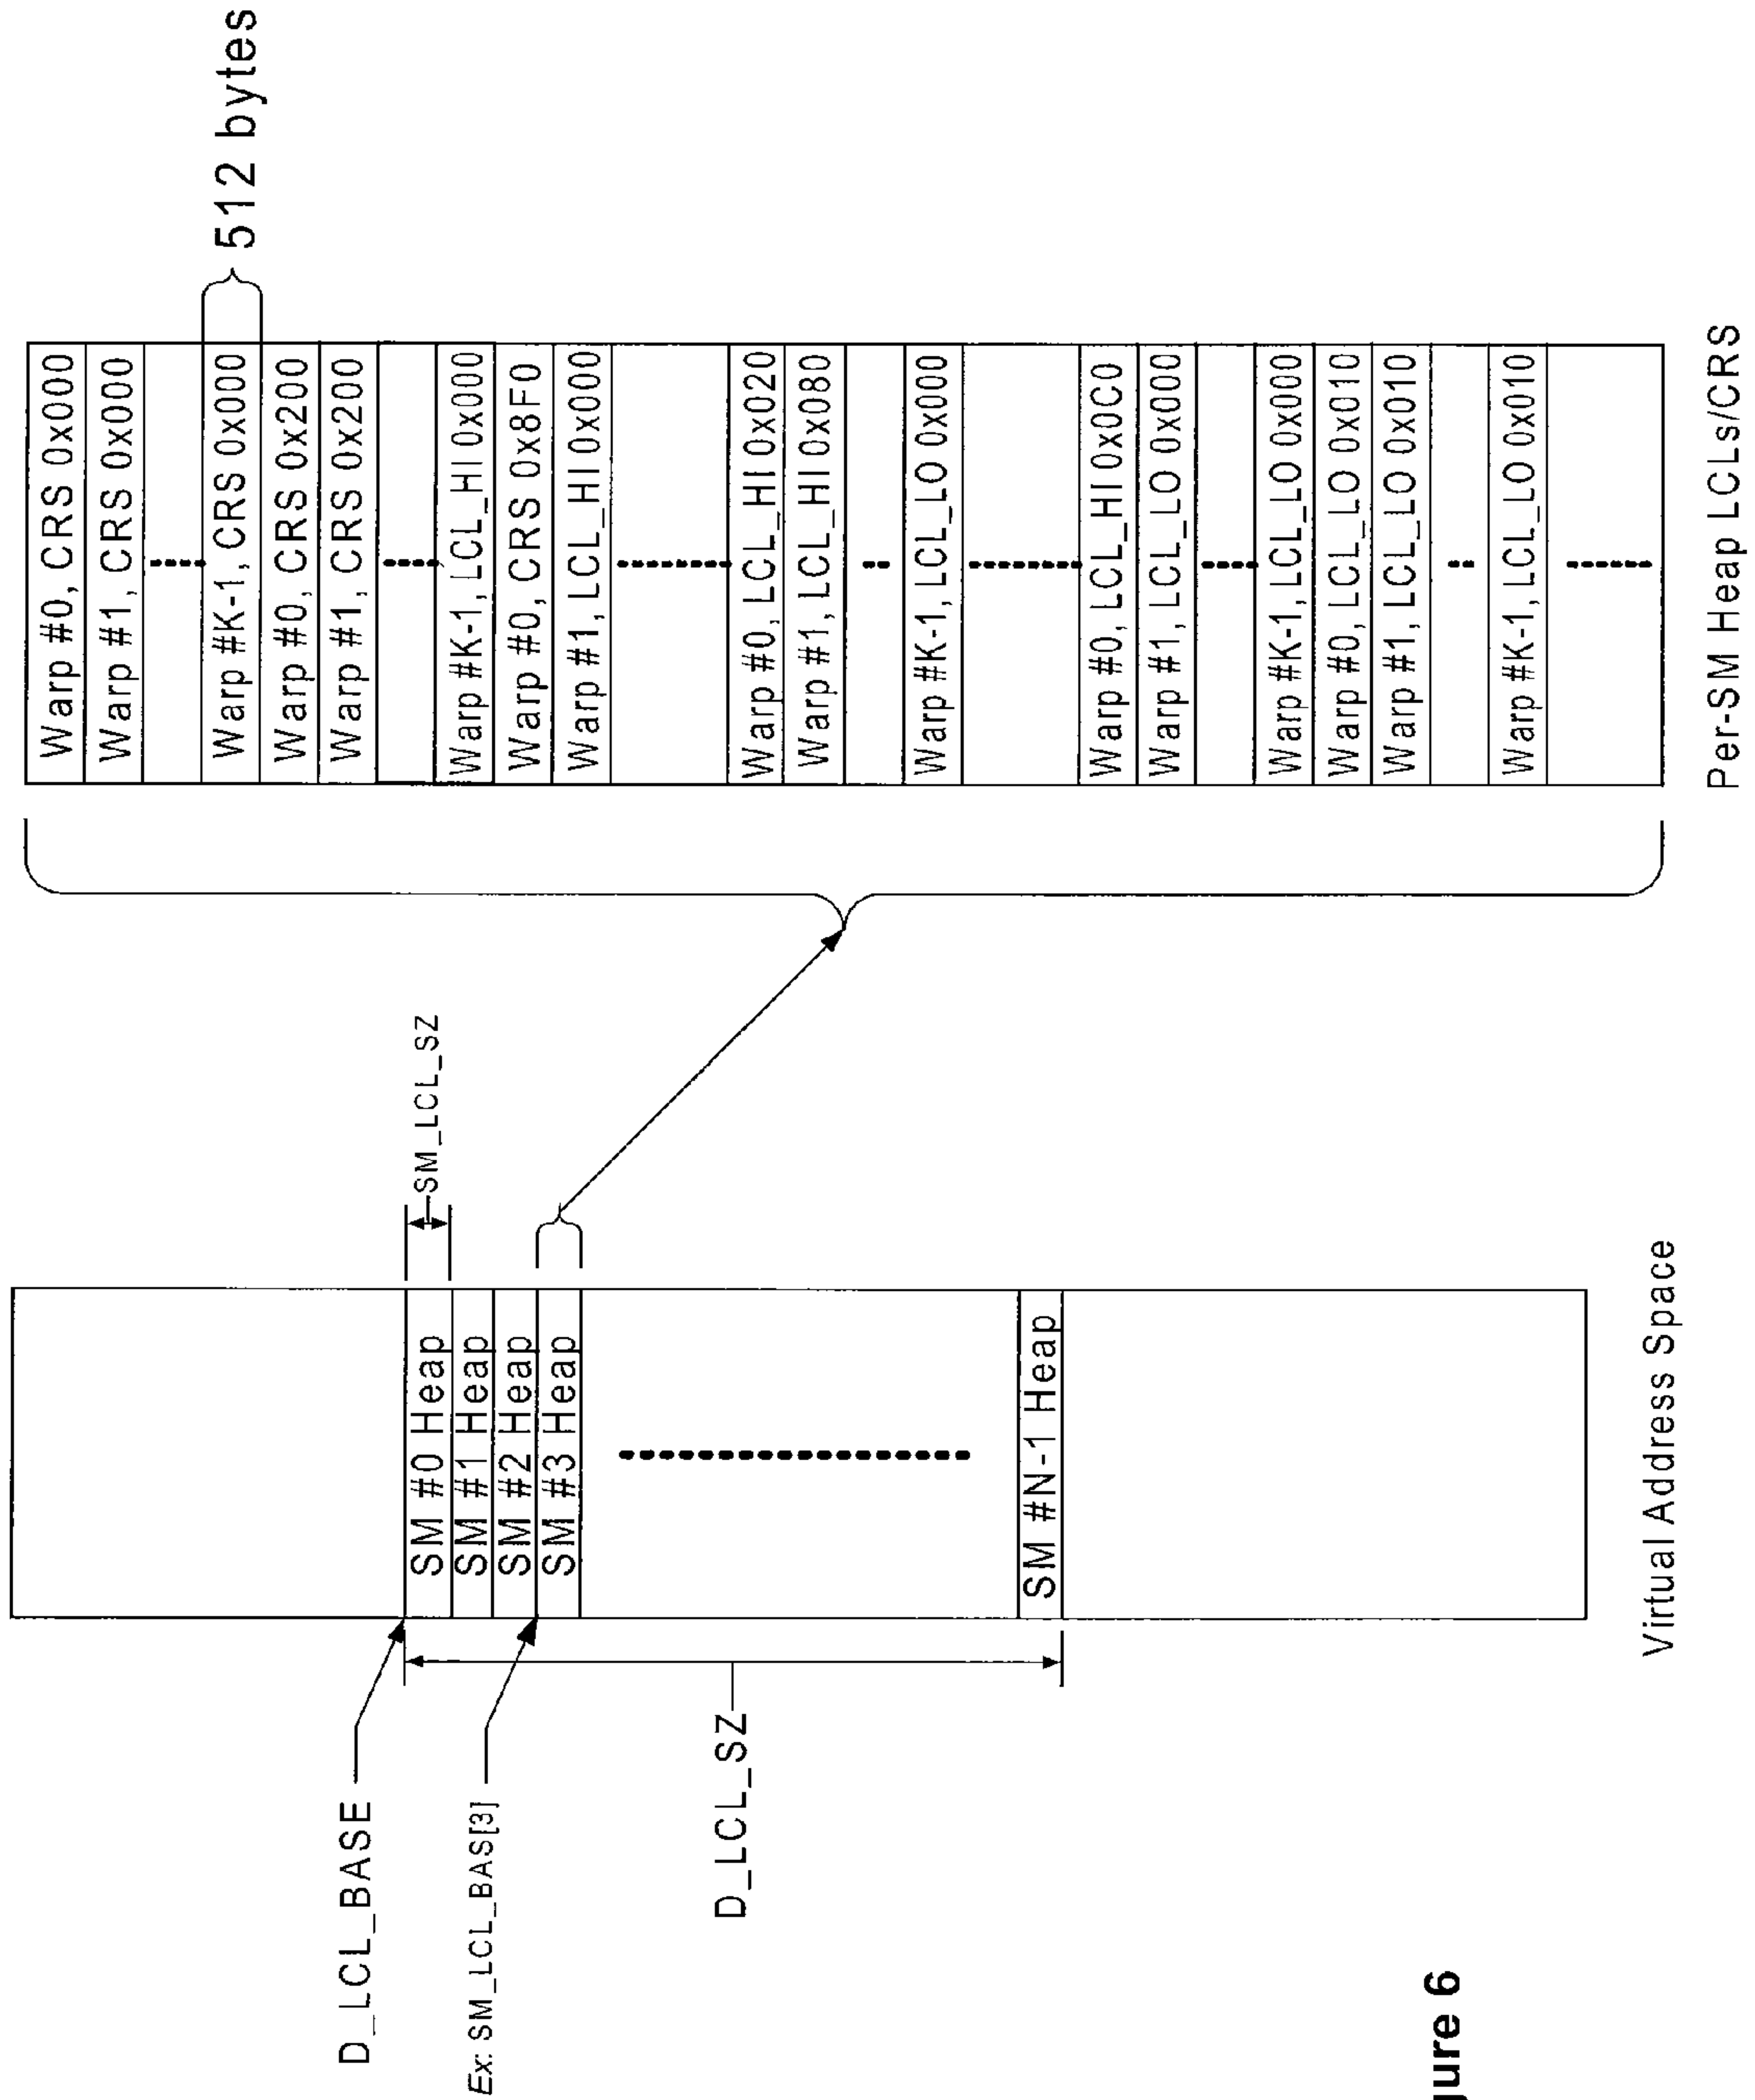 D_LCL_BASE
Ex: SM_LCL_BAS[3]
D_LCL_SZ
SM #0 Heap
SM #1 Heap
SM #2 Heap
SM #3 Heap
SM #N-1 Heap
Virtual Address Space
SM_LCL_SZ
Warp #0, CRS 0x000
Warp #1, CRS 0x000
Warp #K-1, CRS 0x000
Warp #0, CRS 0x200
Warp #1, CRS 0x200
Warp #K-1, LCL_HI 0x000
Warp #0, CRS 0x8F0
Warp #1, LCL_HI 0x000
Warp #0, LCL_HI 0x020
Warp #1, LCL_HI 0x080
Warp #K-1, LCL_LO 0x000
Warp #0, LCL_HI 0x0C0
Warp #1, LCL_LO 0x000
Warp #K-1, LCL_LO 0x000
Warp #0, LCL_LO 0x010
Warp #1, LCL_LO 0x010
Warp #K-1, LCL_LO 0x010
512 bytes
Per-SM Heap LCLs/CRS
gure 6